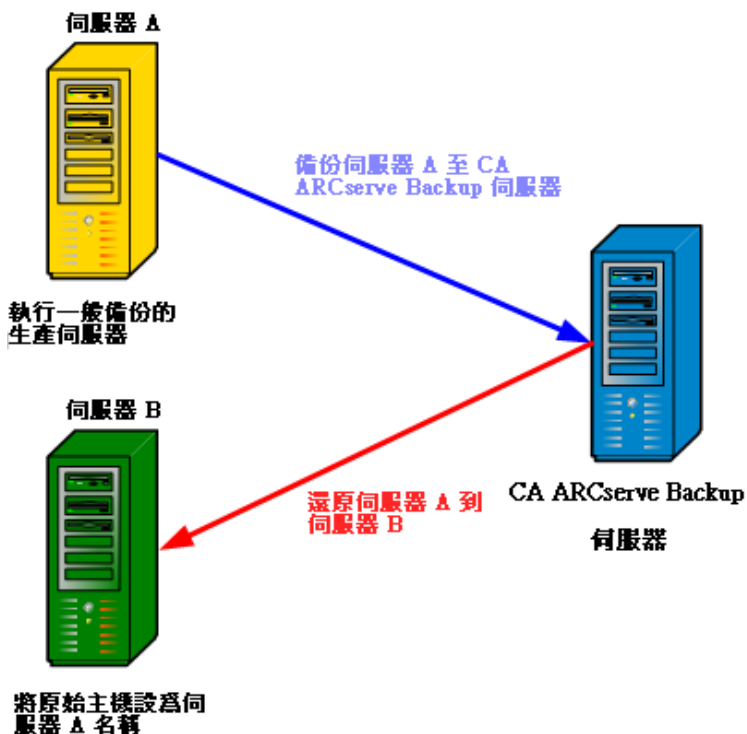 伺服器 A
備份伺服器 A 至 CA
ARCserve Backup 伺服器
執行一般備份的
生產伺服器
伺服器 B
還原伺服器 A 到
伺服器 B
CA ARCserve Backup
伺服器
將原始主機設為伺
服器 A 名稱